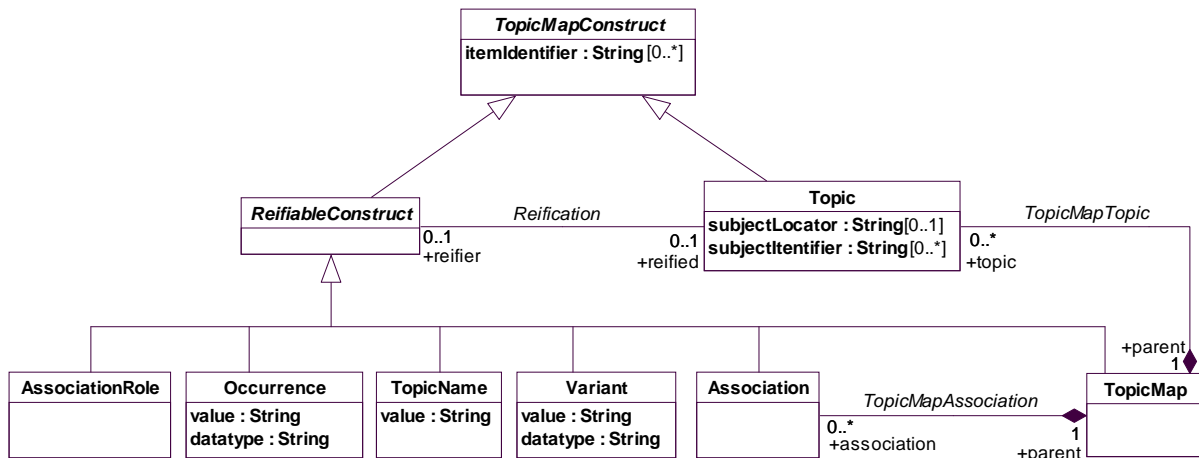 TopicMapConstruct
itemIdentifier : String[0..*]
ReifiableConstruct
Reification
0..1
+reifier
0..1
+reified
Topic
subjectLocator : String[0..1]
subjectItentifier : String[0..*]
TopicMapTopic
0..*
+topic
+parent
1
AssociationRole
Occurrence
value : String
datatype : String
TopicName
value : String
Variant
value : String
datatype : String
Association
TopicMapAssociation
0..*
+association
1
+parent
TopicMap